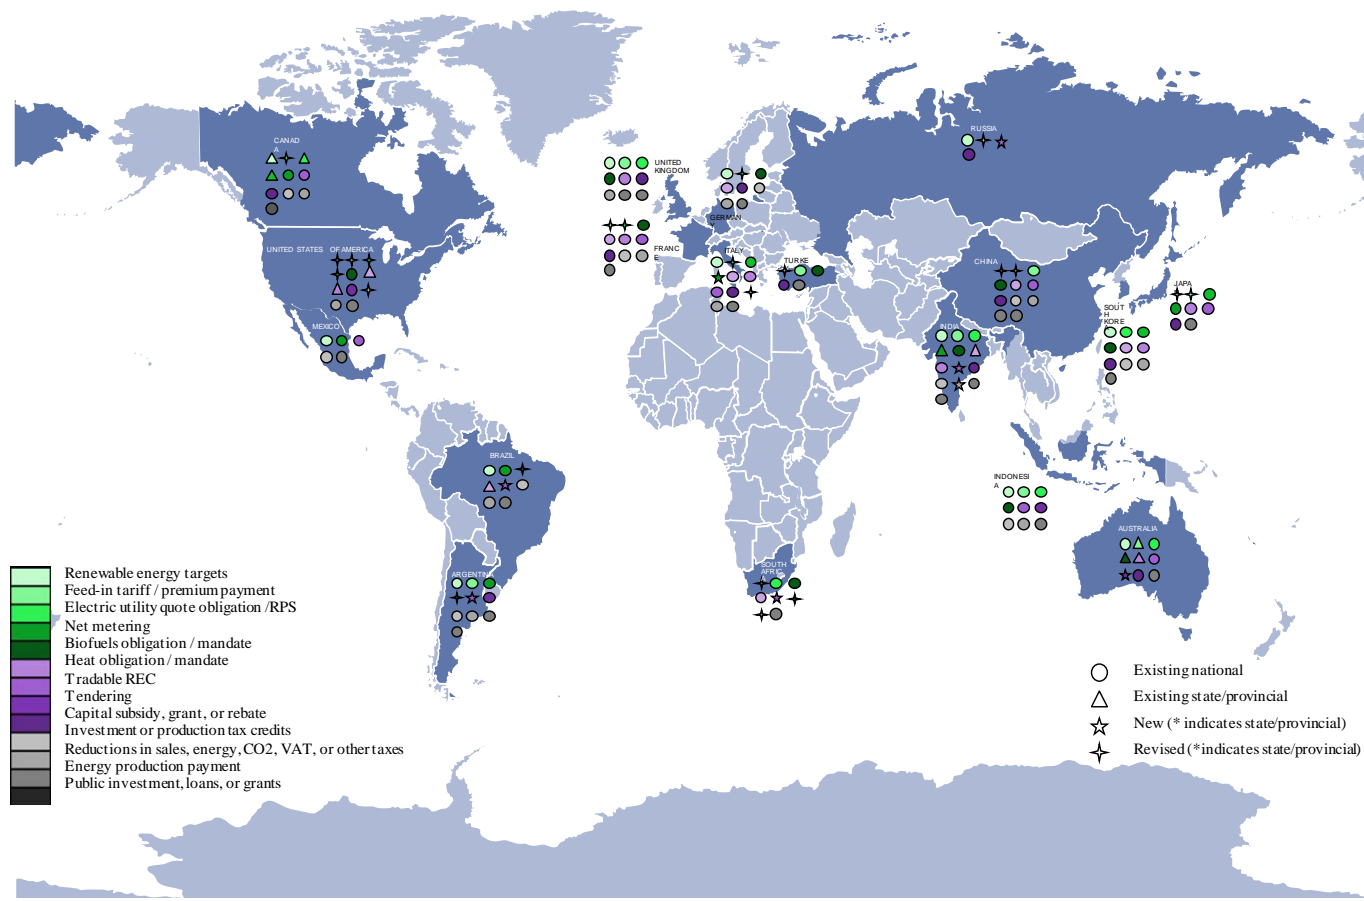 RUSSIA
CANAD
A
UNITED
KINGDOM
GERMAN
UNITED STATES OF AMERICA
FRANC
E
ITALY
TURKE
CHINA
JAPA
SOUT
H
KORE
MEXICO
INDIA
BRAZIL
INDONESI
A
AUSTRALIA
ARGENTINA
SOUTH
AFRIC
Renewable energy targets
Feed-in tariff / premium payment
Electric utility quote obligation /RPS
Net metering
Biofuels obligation / mandate
Heat obligation / mandate
Tradable REC
Tendering
Capital subsidy, grant, or rebate
Investment or production tax credits
Reductions in sales, energy, CO2, VAT, or other taxes
Energy production payment
Public investment, loans, or grants
Existing national
Existing state/provincial
New (* indicates state/provincial)
Revised (*indicates state/provincial)